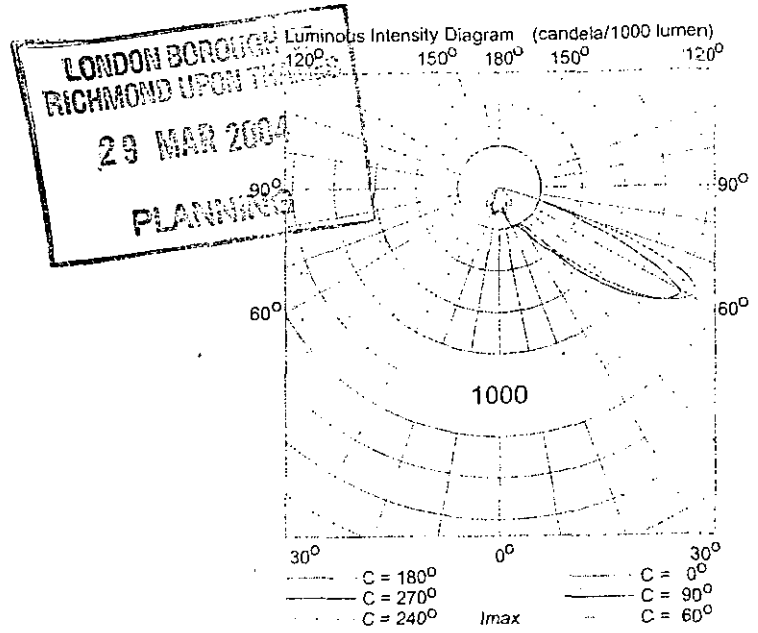 LONDON BOROUGH OF
RICHMOND UPON THAMES
29 MAR 2004
PLANNING
Luminous Intensity Diagram (candela/1000 lumen)
120° 150° 180° 150° 120°
90° 90°
60° 60°
1000
30° 0° 30°
C = 180° C = 0°
C = 270° C = 90°
C = 240° Imax C = 60°